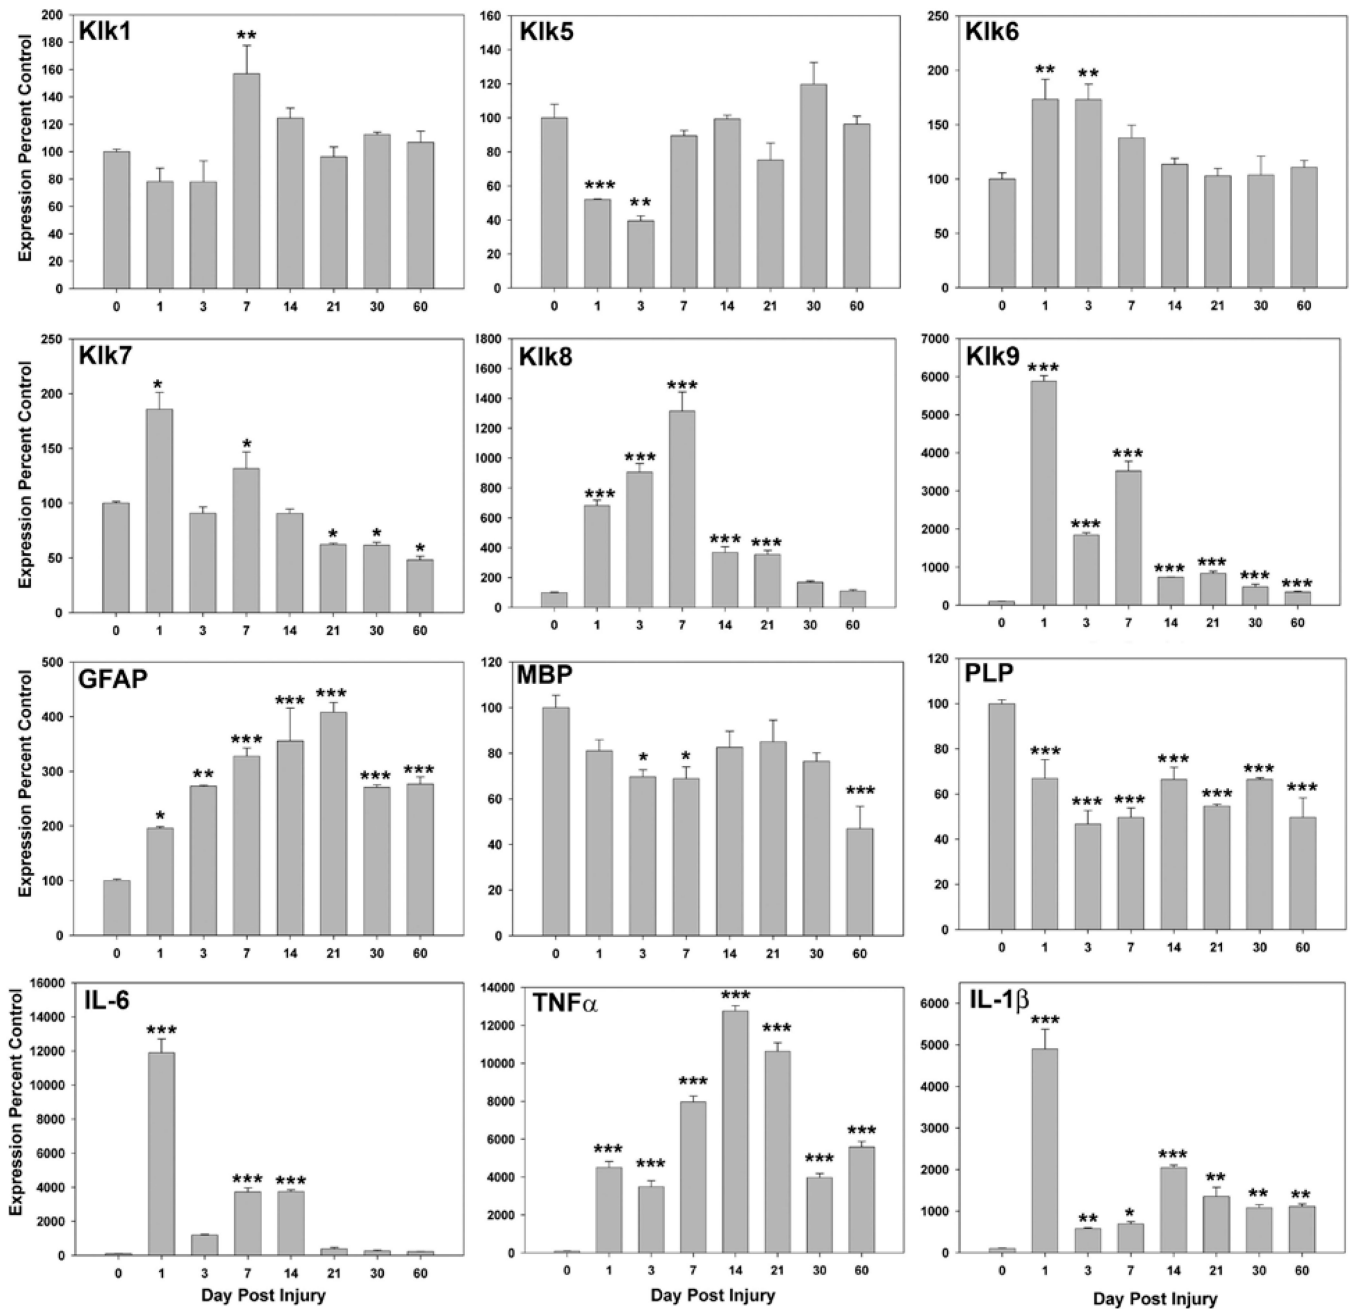 Expression Percent Control
Klk1
200
180
160
140
120
100
80
60
40
20
0
**
0 1 3 7 14 21 30 60
Klk5
160
140
120
100
80
60
40
20
0
*** **
0 1 3 7 14 21 30 60
Klk6
250
200
150
100
50
0
** **
0 1 3 7 14 21 30 60
Expression Percent Control
Klk7
250
200
150
100
50
0
* * * * *
0 1 3 7 14 21 30 60
Klk8
1800
1600
1400
1200
1000
800
600
400
200
0
*** *** *** *** ***
0 1 3 7 14 21 30 60
Klk9
7000
6000
5000
4000
3000
2000
1000
0
*** *** *** *** *** *** ***
0 1 3 7 14 21 30 60
Expression Percent Control
GFAP
500
400
300
200
100
0
* ** *** *** *** *** ***
0 1 3 7 14 21 30 60
MBP
120
100
80
60
40
20
0
* * ***
0 1 3 7 14 21 30 60
PLP
120
100
80
60
40
20
0
*** *** *** *** *** *** ***
0 1 3 7 14 21 30 60
Expression Percent Control
IL-6
16000
14000
12000
10000
8000
6000
4000
2000
0
*** *** ***
0 1 3 7 14 21 30 60
Day Post Injury
TNFα
14000
12000
10000
8000
6000
4000
2000
0
*** *** *** *** *** *** ***
0 1 3 7 14 21 30 60
Day Post Injury
IL-1β
6000
5000
4000
3000
2000
1000
0
*** ** * *** ** ** **
0 1 3 7 14 21 30 60
Day Post Injury